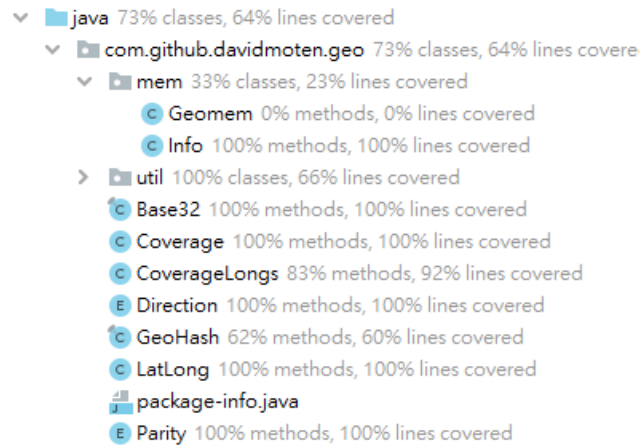 java 73% classes, 64% lines covered
com.github.davidmoten.geo 73% classes, 64% lines covere
mem 33% classes, 23% lines covered
C Geomem 0% methods, 0% lines covered
C Info 100% methods, 100% lines covered
util 100% classes, 66% lines covered
C Base32 100% methods, 100% lines covered
C Coverage 100% methods, 100% lines covered
C CoverageLongs 83% methods, 92% lines covered
E Direction 100% methods, 100% lines covered
C GeoHash 62% methods, 60% lines covered
C LatLong 100% methods, 100% lines covered
J package-info.java
E Parity 100% methods, 100% lines covered